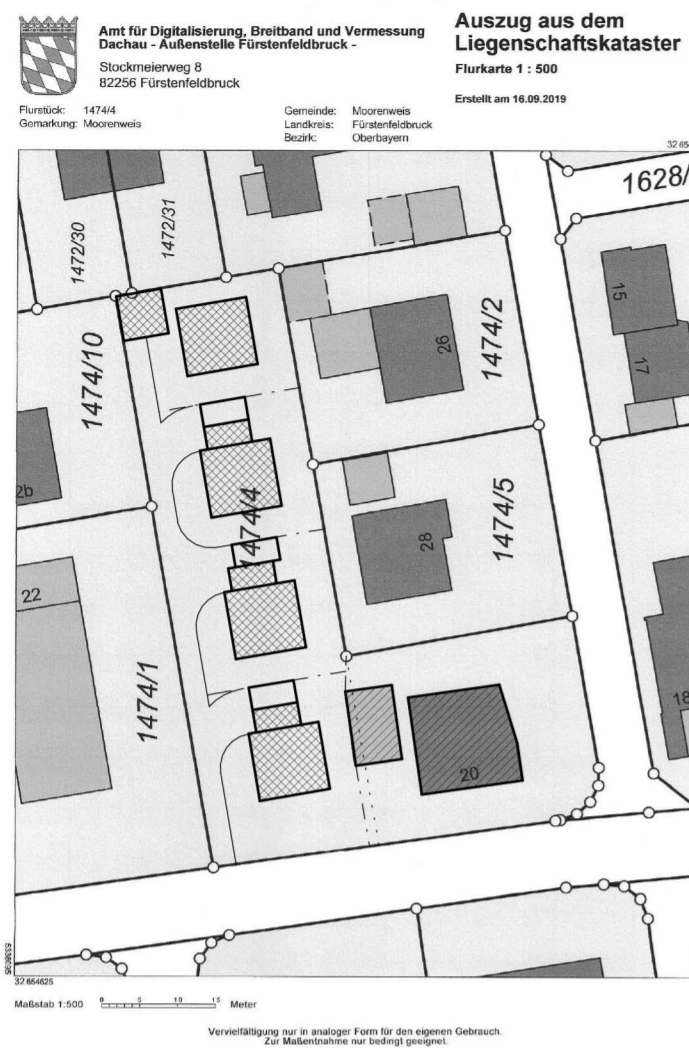 Amt für Digitalisierung, Breitband und Vermessung
Dachau - Außenstelle Fürstenfeldbruck -
Stockmeierweg 8
82256 Fürstenfeldbruck
Auszug aus dem
Liegenschaftskataster
Flurkarte 1 : 500
Erstellt am 16.09.2019
Flurstück: 1474/4
Gemarkung: Moorenweis
Gemeinde: Moorenweis
Landkreis: Fürstenfeldbruck
Bezirk: Oberbayern
1628/
1472/30
1472/31
15
17
26
1474/2
1474/10
2b
1474/4
28
1474/5
22
1474/1
18
20
32 654625
Maßstab 1:500
0 5 10 15 Meter
Vervielfältigung nur in analoger Form für den eigenen Gebrauch.
Zur Maßentnahme nur bedingt geeignet.